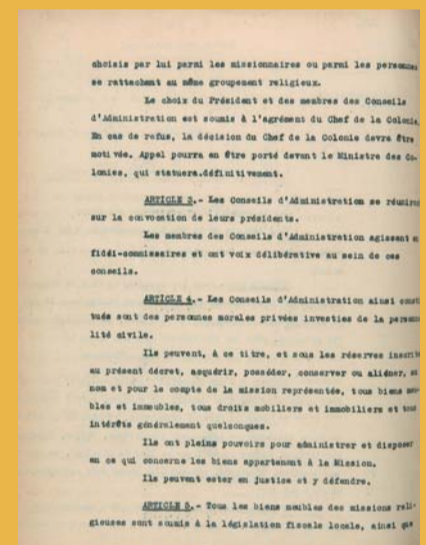 choisis par lui parmi les missionnaires ou parmi les personnes
se rattachant au même groupement religieux.
Le choix du Président et des membres des Conseils
d'Administration est soumis à l'agrément du Chef de la Colonie.
En cas de refus, la décision du Chef de la Colonie devra être
motivée. Appel pourra en être porté devant le Ministre des Co-
lonies, qui statuera.définitivement.
ARTICLE 3.- Les Conseils d'Administration se réuniront
sur la convocation de leurs présidents.
Les membres des Conseils d'Administration agissent en
fidéi-commissaires et ont voix délibérative au sein de ces
conseils.
ARTICLE 4.- Les Conseils d'Administration ainsi consti
tués sont des personnes morales privées investies de la personna
lité civile.
Ils peuvent, à ce titre, et sous les réserves inscrites
au présent décret, acquérir, posséder, conserver ou aliéner, au
nom et pour le compte de la mission représentée, tous biens meu-
bles et immeubles, tous droits mobiliers et immobiliers et tous
intérêts généralement quelconques.
Ils ont pleins pouvoirs pour administrer et disposer
en ce qui concerne les biens appartenant à la Mission.
Ils peuvent ester en justice et y défendre.
ARTICLE 5.- Tous les biens meubles des missions reli-
gieuses sont soumis à la législation fiscale locale, ainsi que